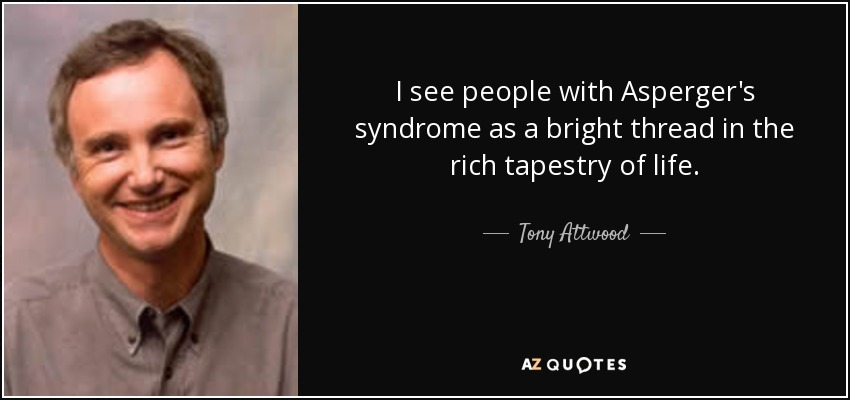 I see people with Asperger's
syndrome as a bright thread in the
rich tapestry of life.
Tony Attwood
AZ QUOTES